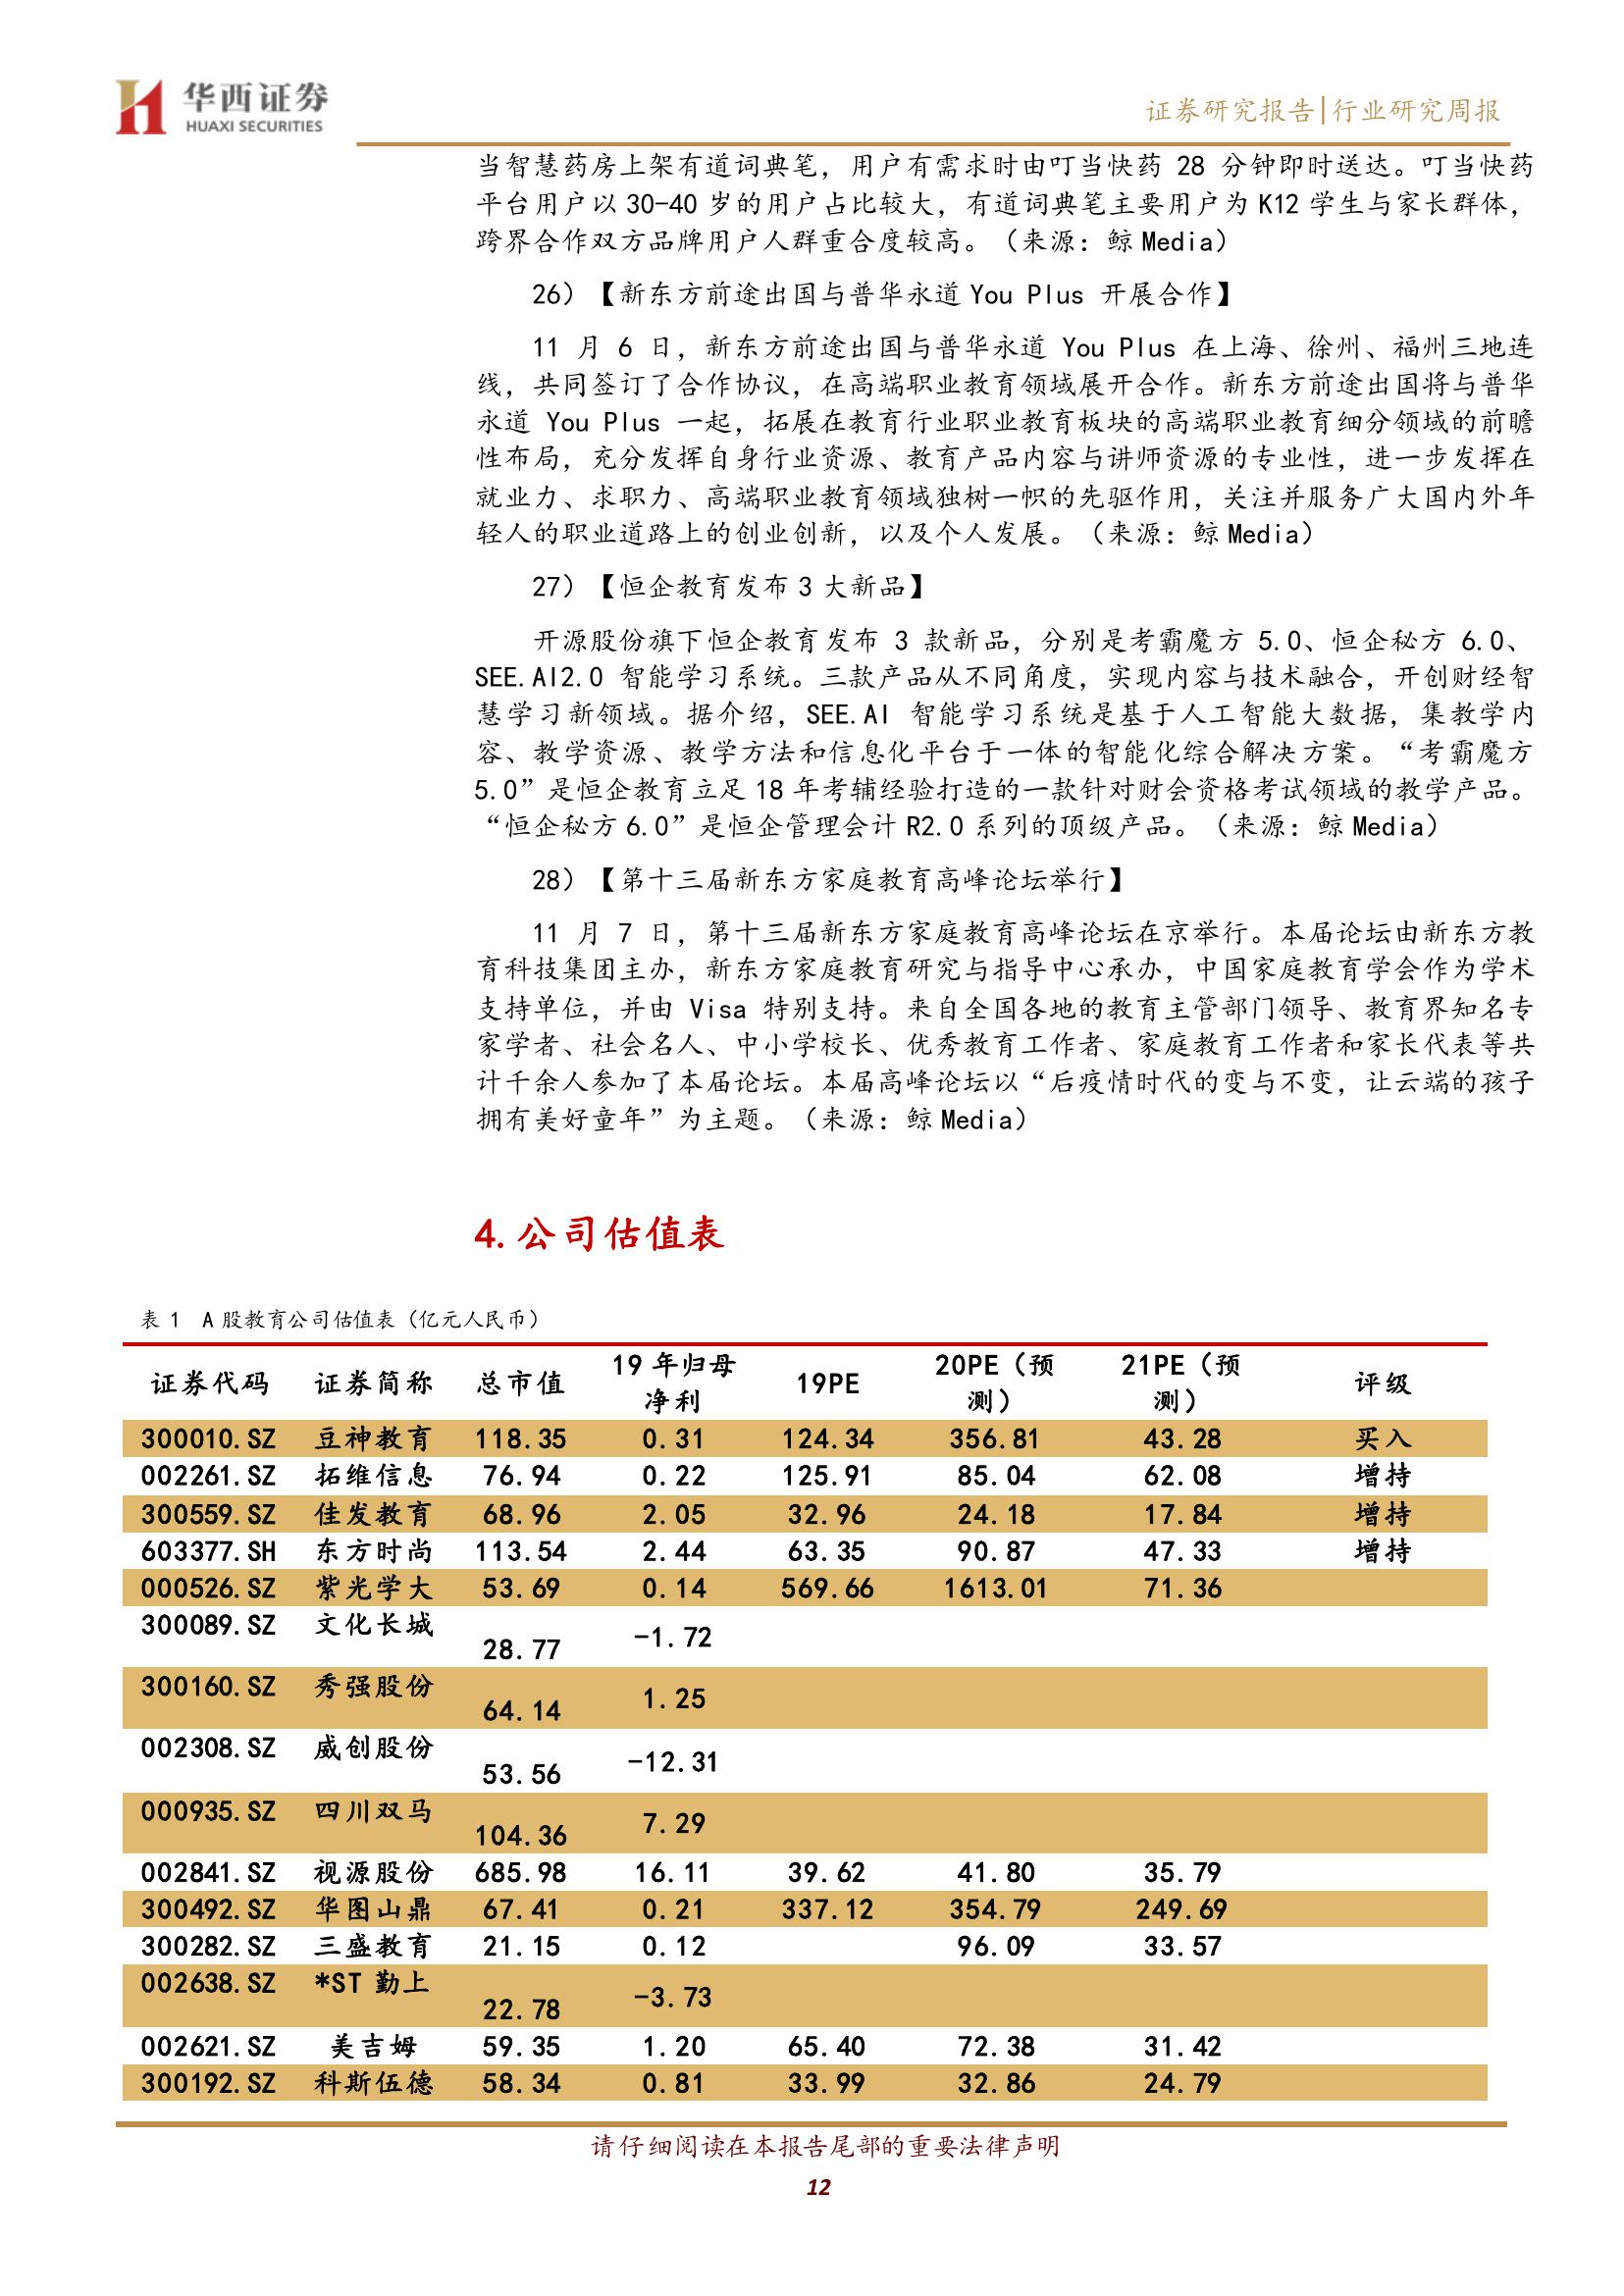 华西证券
HUAXI SECURITIES
证券研究报告|行业研究周报
当智慧药房上架有道词典笔，用户有需求时由叮当快药 28 分钟即时送达。叮当快药
平台用户以 30-40 岁的用户占比较大，有道词典笔主要用户为 K12 学生与家长群体，
跨界合作双方品牌用户人群重合度较高。（来源：鲸 Media）
26）【新东方前途出国与普华永道 You Plus 开展合作】
11 月 6 日，新东方前途出国与普华永道 You Plus 在上海、徐州、福州三地连
线，共同签订了合作协议，在高端职业教育领域展开合作。新东方前途出国将与普华
永道 You Plus 一起，拓展在教育行业职业教育板块的高端职业教育细分领域的前瞻
性布局，充分发挥自身行业资源、教育产品内容与讲师资源的专业性，进一步发挥在
就业力、求职力、高端职业教育领域独树一帜的先驱作用，关注并服务广大国内外年
轻人的职业道路上的创业创新，以及个人发展。（来源：鲸 Media）
27）【恒企教育发布 3 大新品】
开源股份旗下恒企教育发布 3 款新品，分别是考霸魔方 5.0、恒企秘方 6.0、
SEE.AI2.0 智能学习系统。三款产品从不同角度，实现内容与技术融合，开创财经智
慧学习新领域。据介绍，SEE.AI 智能学习系统是基于人工智能大数据，集教学内
容、教学资源、教学方法和信息化平台于一体的智能化综合解决方案。“考霸魔方
5.0”是恒企教育立足 18 年考辅经验打造的一款针对财会资格考试领域的教学产品。
“恒企秘方 6.0”是恒企管理会计 R2.0 系列的顶级产品。（来源：鲸 Media）
28）【第十三届新东方家庭教育高峰论坛举行】
11 月 7 日，第十三届新东方家庭教育高峰论坛在京举行。本届论坛由新东方教
育科技集团主办，新东方家庭教育研究与指导中心承办，中国家庭教育学会作为学术
支持单位，并由 Visa 特别支持。来自全国各地的教育主管部门领导、教育界知名专
家学者、社会名人、中小学校长、优秀教育工作者、家庭教育工作者和家长代表等共
计千余人参加了本届论坛。本届高峰论坛以“后疫情时代的变与不变，让云端的孩子
拥有美好童年”为主题。（来源：鲸 Media）
4. 公司估值表
表 1 A 股教育公司估值表（亿元人民币）
证券代码 证券简称 总市值 19 年归母净利 19PE 20PE（预测） 21PE（预测） 评级
300010.SZ 豆神教育 118.35 0.31 124.34 356.81 43.28 买入
002261.SZ 拓维信息 76.94 0.22 125.91 85.04 62.08 增持
300559.SZ 佳发教育 68.96 2.05 32.96 24.18 17.84 增持
603377.SH 东方时尚 113.54 2.44 63.35 90.87 47.33 增持
000526.SZ 紫光学大 53.69 0.14 569.66 1613.01 71.36
300089.SZ 文化长城 28.77 -1.72
300160.SZ 秀强股份 64.14 1.25
002308.SZ 威创股份 53.56 -12.31
000935.SZ 四川双马 104.36 7.29
002841.SZ 视源股份 685.98 16.11 39.62 41.80 35.79
300492.SZ 华图山鼎 67.41 0.21 337.12 354.79 249.69
300282.SZ 三盛教育 21.15 0.12 96.09 33.57
002638.SZ *ST 勤上 22.78 -3.73
002621.SZ 美吉姆 59.35 1.20 65.40 72.38 31.42
300192.SZ 科斯伍德 58.34 0.81 33.99 32.86 24.79
请仔细阅读在本报告尾部的重要法律声明
12